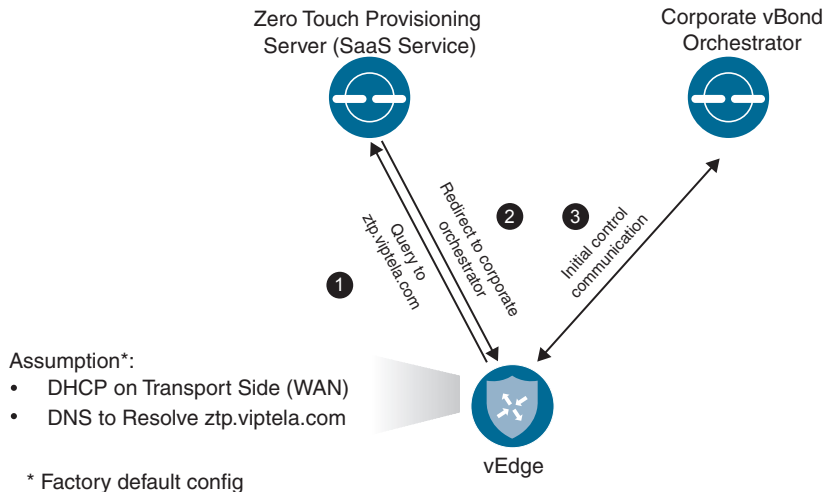 Zero Touch Provisioning
Server (SaaS Service)
Corporate vBond
Orchestrator
1
Query to
ztp.viptela.com
Redirect to corporate
orchestrator
2
3
Initial control
communication
Assumption*:
• DHCP on Transport Side (WAN)
• DNS to Resolve ztp.viptela.com
* Factory default config
vEdge